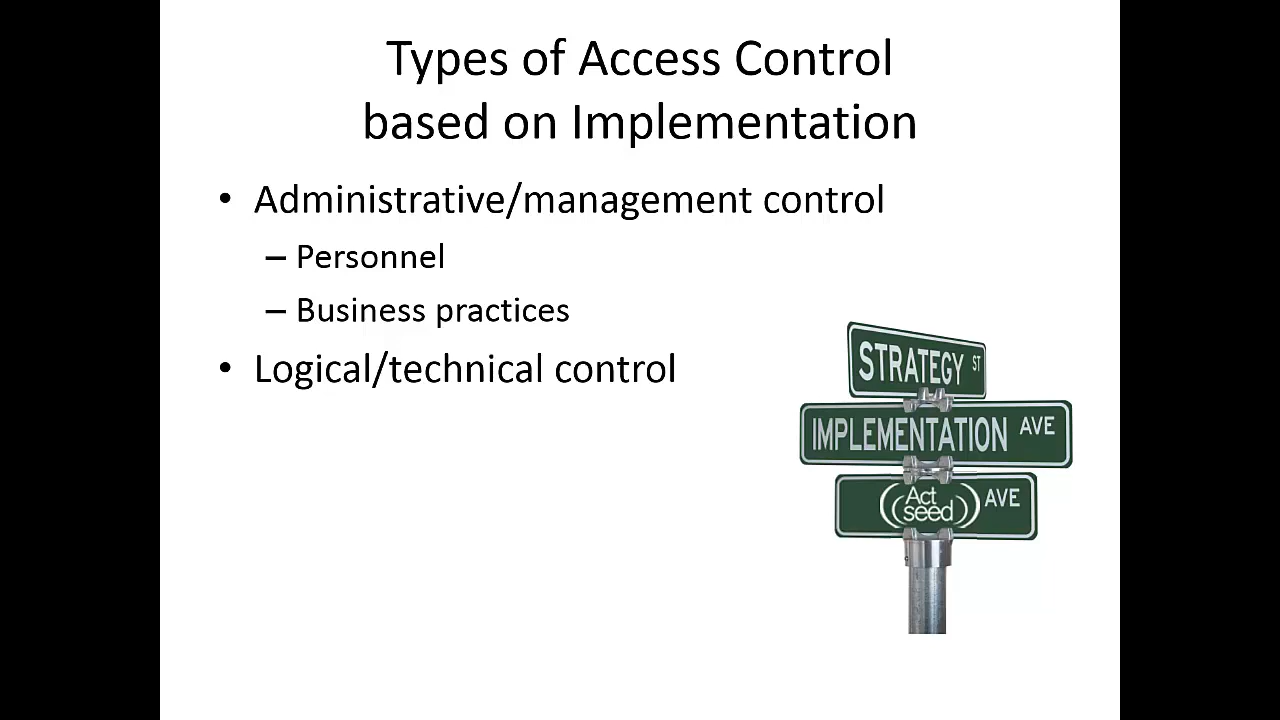 Types of Access Control
based on Implementation
• Administrative/management control
– Personnel
– Business practices
• Logical/technical control
STRATEGY ST
IMPLEMENTATION AVE
Act
seed AVE